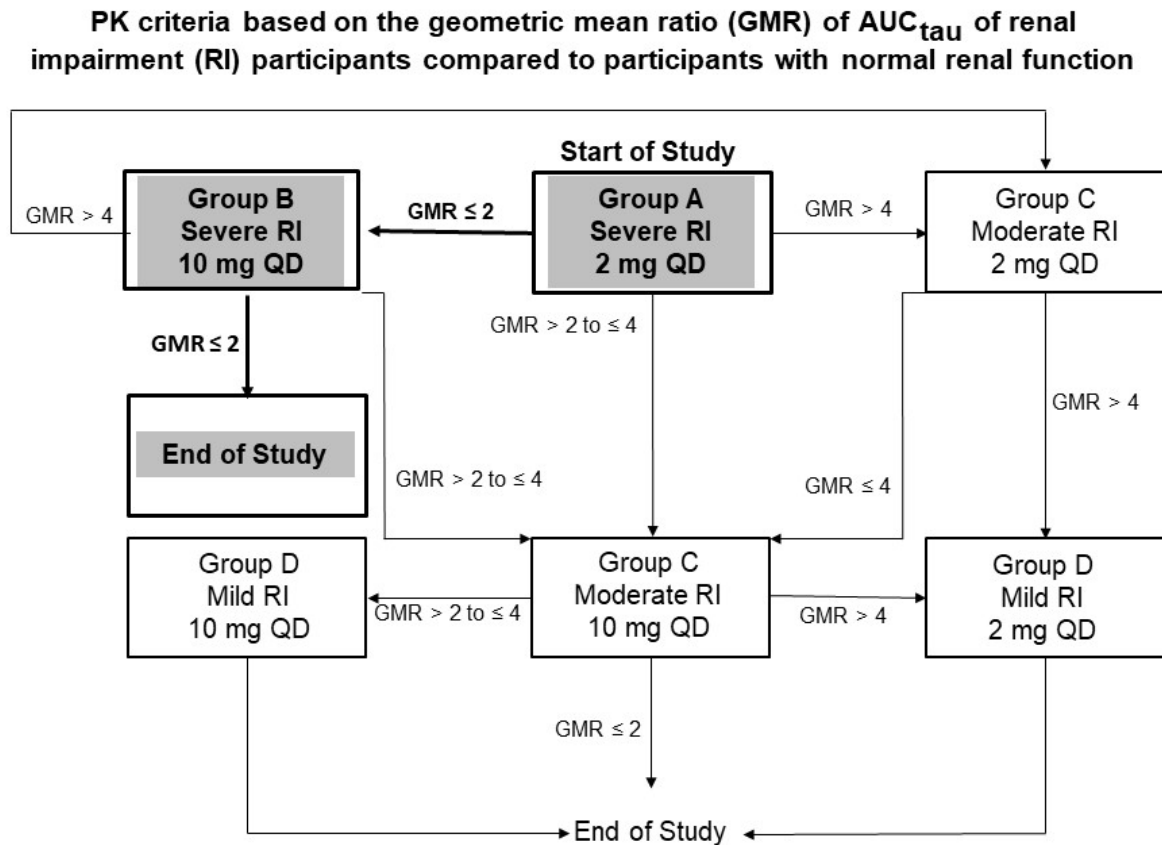 PK criteria based on the geometric mean ratio (GMR) of AUCtau of renal
impairment (RI) participants compared to participants with normal renal function
Start of Study
Group B
Severe RI
10 mg QD
Group A
Severe RI
2 mg QD
Group C
Moderate RI
2 mg QD
GMR > 4
GMR ≤ 2
GMR > 4
GMR > 2 to ≤ 4
GMR ≤ 2
GMR > 4
End of Study
GMR > 2 to ≤ 4
GMR ≤ 4
Group D
Mild RI
10 mg QD
Group C
Moderate RI
10 mg QD
Group D
Mild RI
2 mg QD
GMR > 2 to ≤ 4
GMR > 4
GMR ≤ 2
End of Study